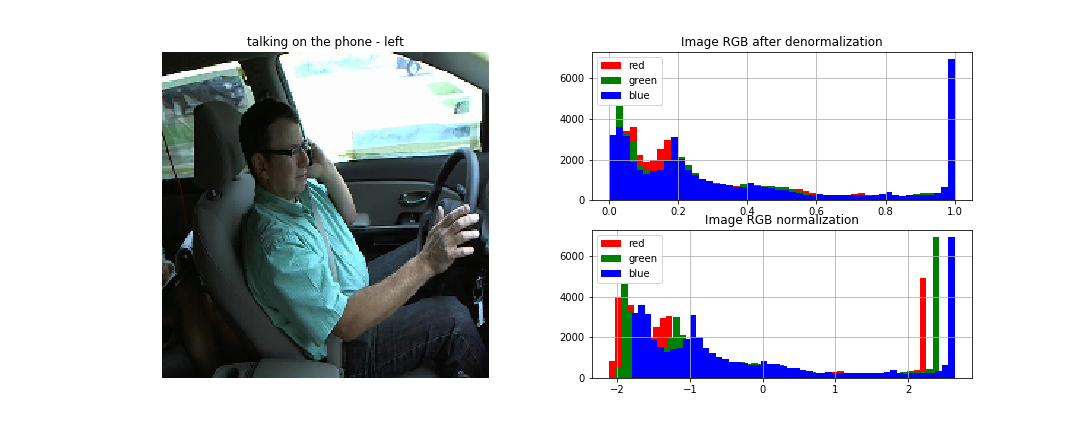 talking on the phone - left
Image RGB after denormalization
red
green
blue
6000
4000
2000
0
0.0 0.2 0.4 0.6 0.8 1.0
Image RGB normalization
red
green
blue
6000
4000
2000
0
−2 −1 0 1 2